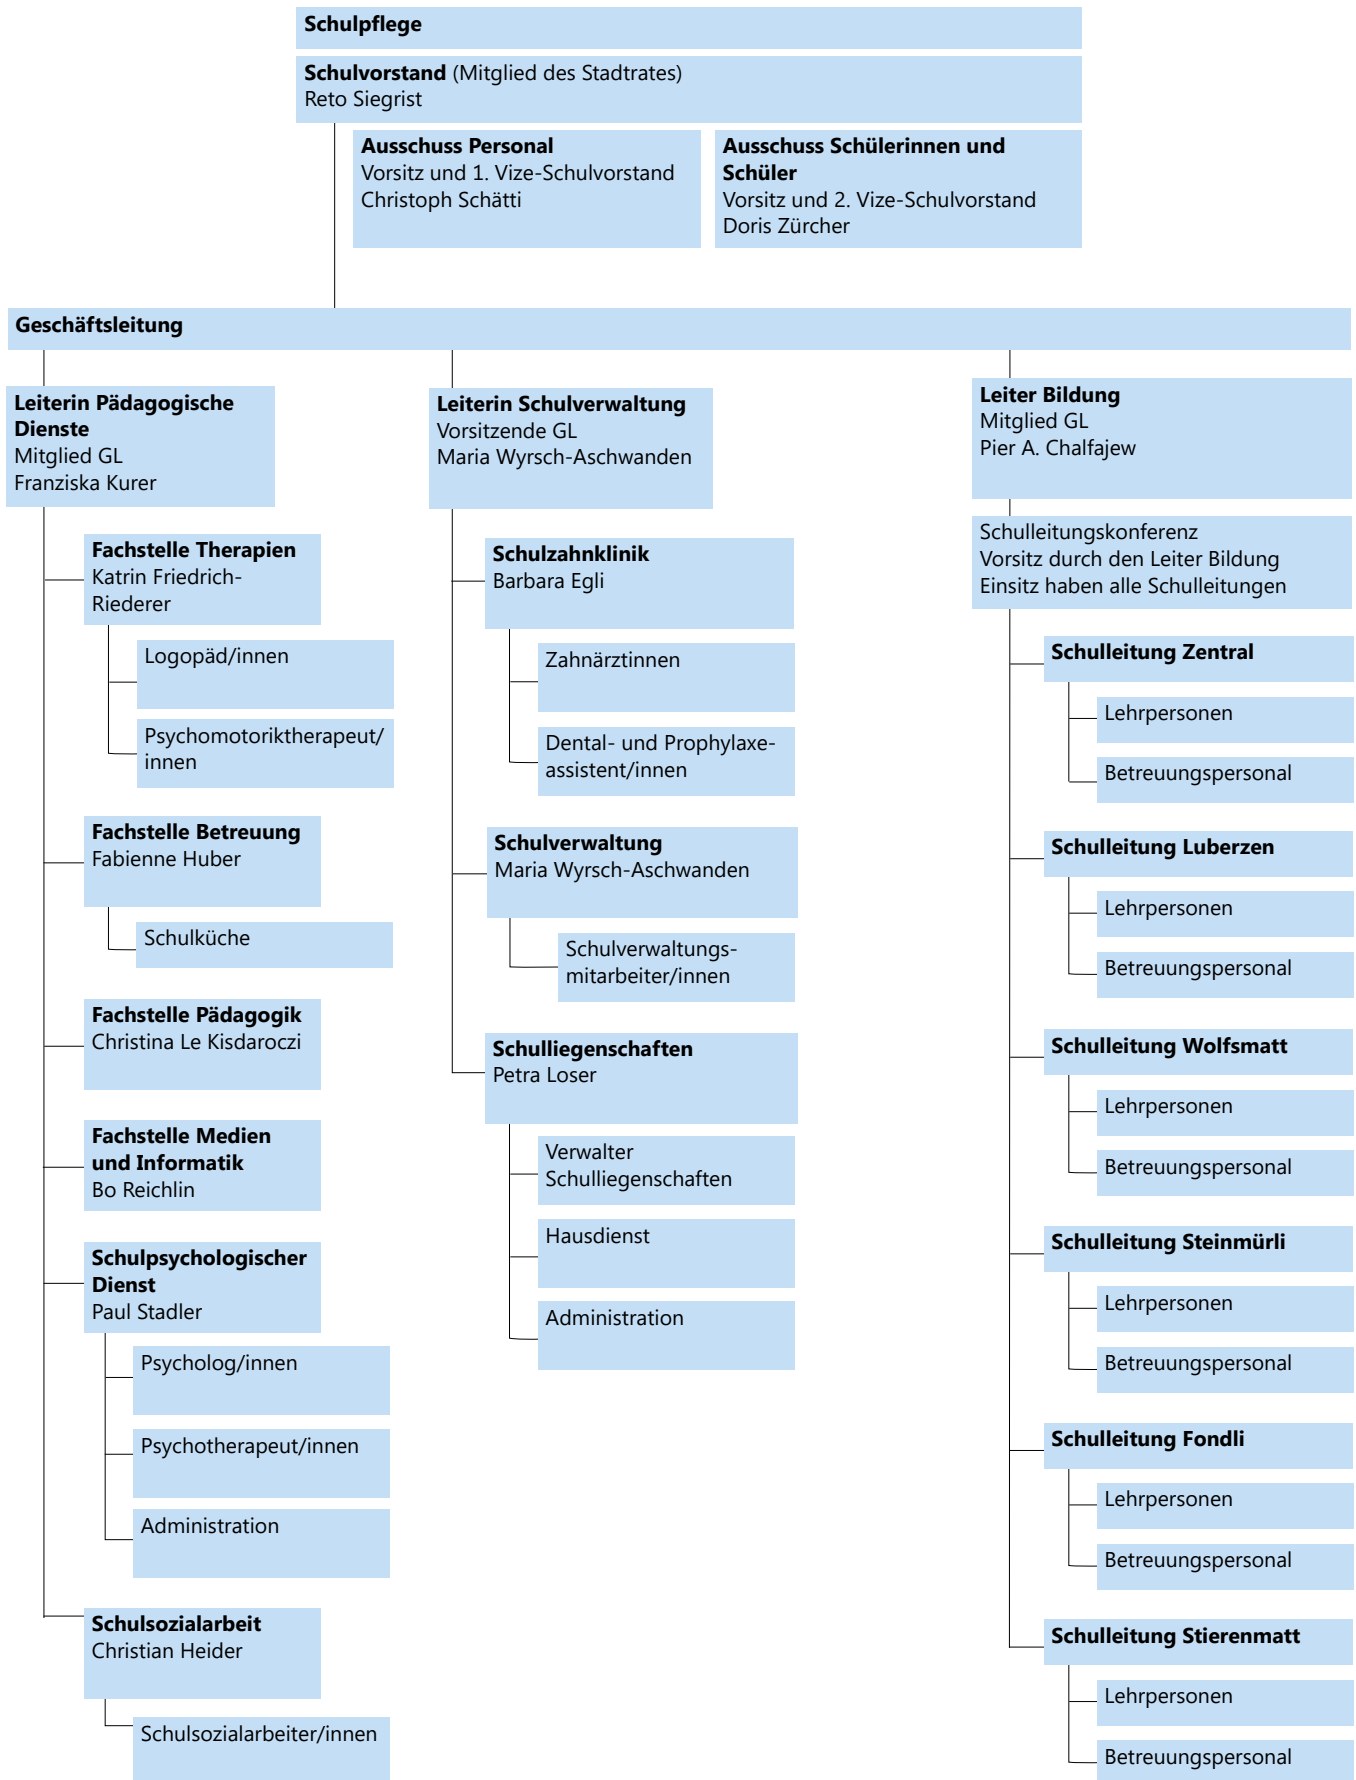 Schulpflege
Schulvorstand (Mitglied des Stadtrates)
Reto Siegrist
Ausschuss Personal
Vorsitz und 1. Vize-Schulvorstand
Christoph Schätti
Ausschuss Schülerinnen und
Schüler
Vorsitz und 2. Vize-Schulvorstand
Doris Zürcher
Geschäftsleitung
Leiterin Pädagogische
Dienste
Mitglied GL
Franziska Kurer
Fachstelle Therapien
Katrin Friedrich-
Riederer
Logopäd/innen
Psychomotoriktherapeut/
innen
Fachstelle Betreuung
Fabienne Huber
Schulküche
Fachstelle Pädagogik
Christina Le Kisdaroczi
Fachstelle Medien
und Informatik
Bo Reichlin
Schulpsychologischer
Dienst
Paul Stadler
Psycholog/innen
Psychotherapeut/innen
Administration
Schulsozialarbeit
Christian Heider
Schulsozialarbeiter/innen
Leiterin Schulverwaltung
Vorsitzende GL
Maria Wyrsch-Aschwanden
Schulzahnklinik
Barbara Egli
Zahnärztinnen
Dental- und Prophylaxe-
assistent/innen
Schulverwaltung
Maria Wyrsch-Aschwanden
Schulverwaltungs-
mitarbeiter/innen
Schulliegenschaften
Petra Loser
Verwalter
Schulliegenschaften
Hausdienst
Administration
Leiter Bildung
Mitglied GL
Pier A. Chalfajew
Schulleitungskonferenz
Vorsitz durch den Leiter Bildung
Einsitz haben alle Schulleitungen
Schulleitung Zentral
Lehrpersonen
Betreuungspersonal
Schulleitung Luberzen
Lehrpersonen
Betreuungspersonal
Schulleitung Wolfsmatt
Lehrpersonen
Betreuungspersonal
Schulleitung Steinmürli
Lehrpersonen
Betreuungspersonal
Schulleitung Fondli
Lehrpersonen
Betreuungspersonal
Schulleitung Stierenmatt
Lehrpersonen
Betreuungspersonal